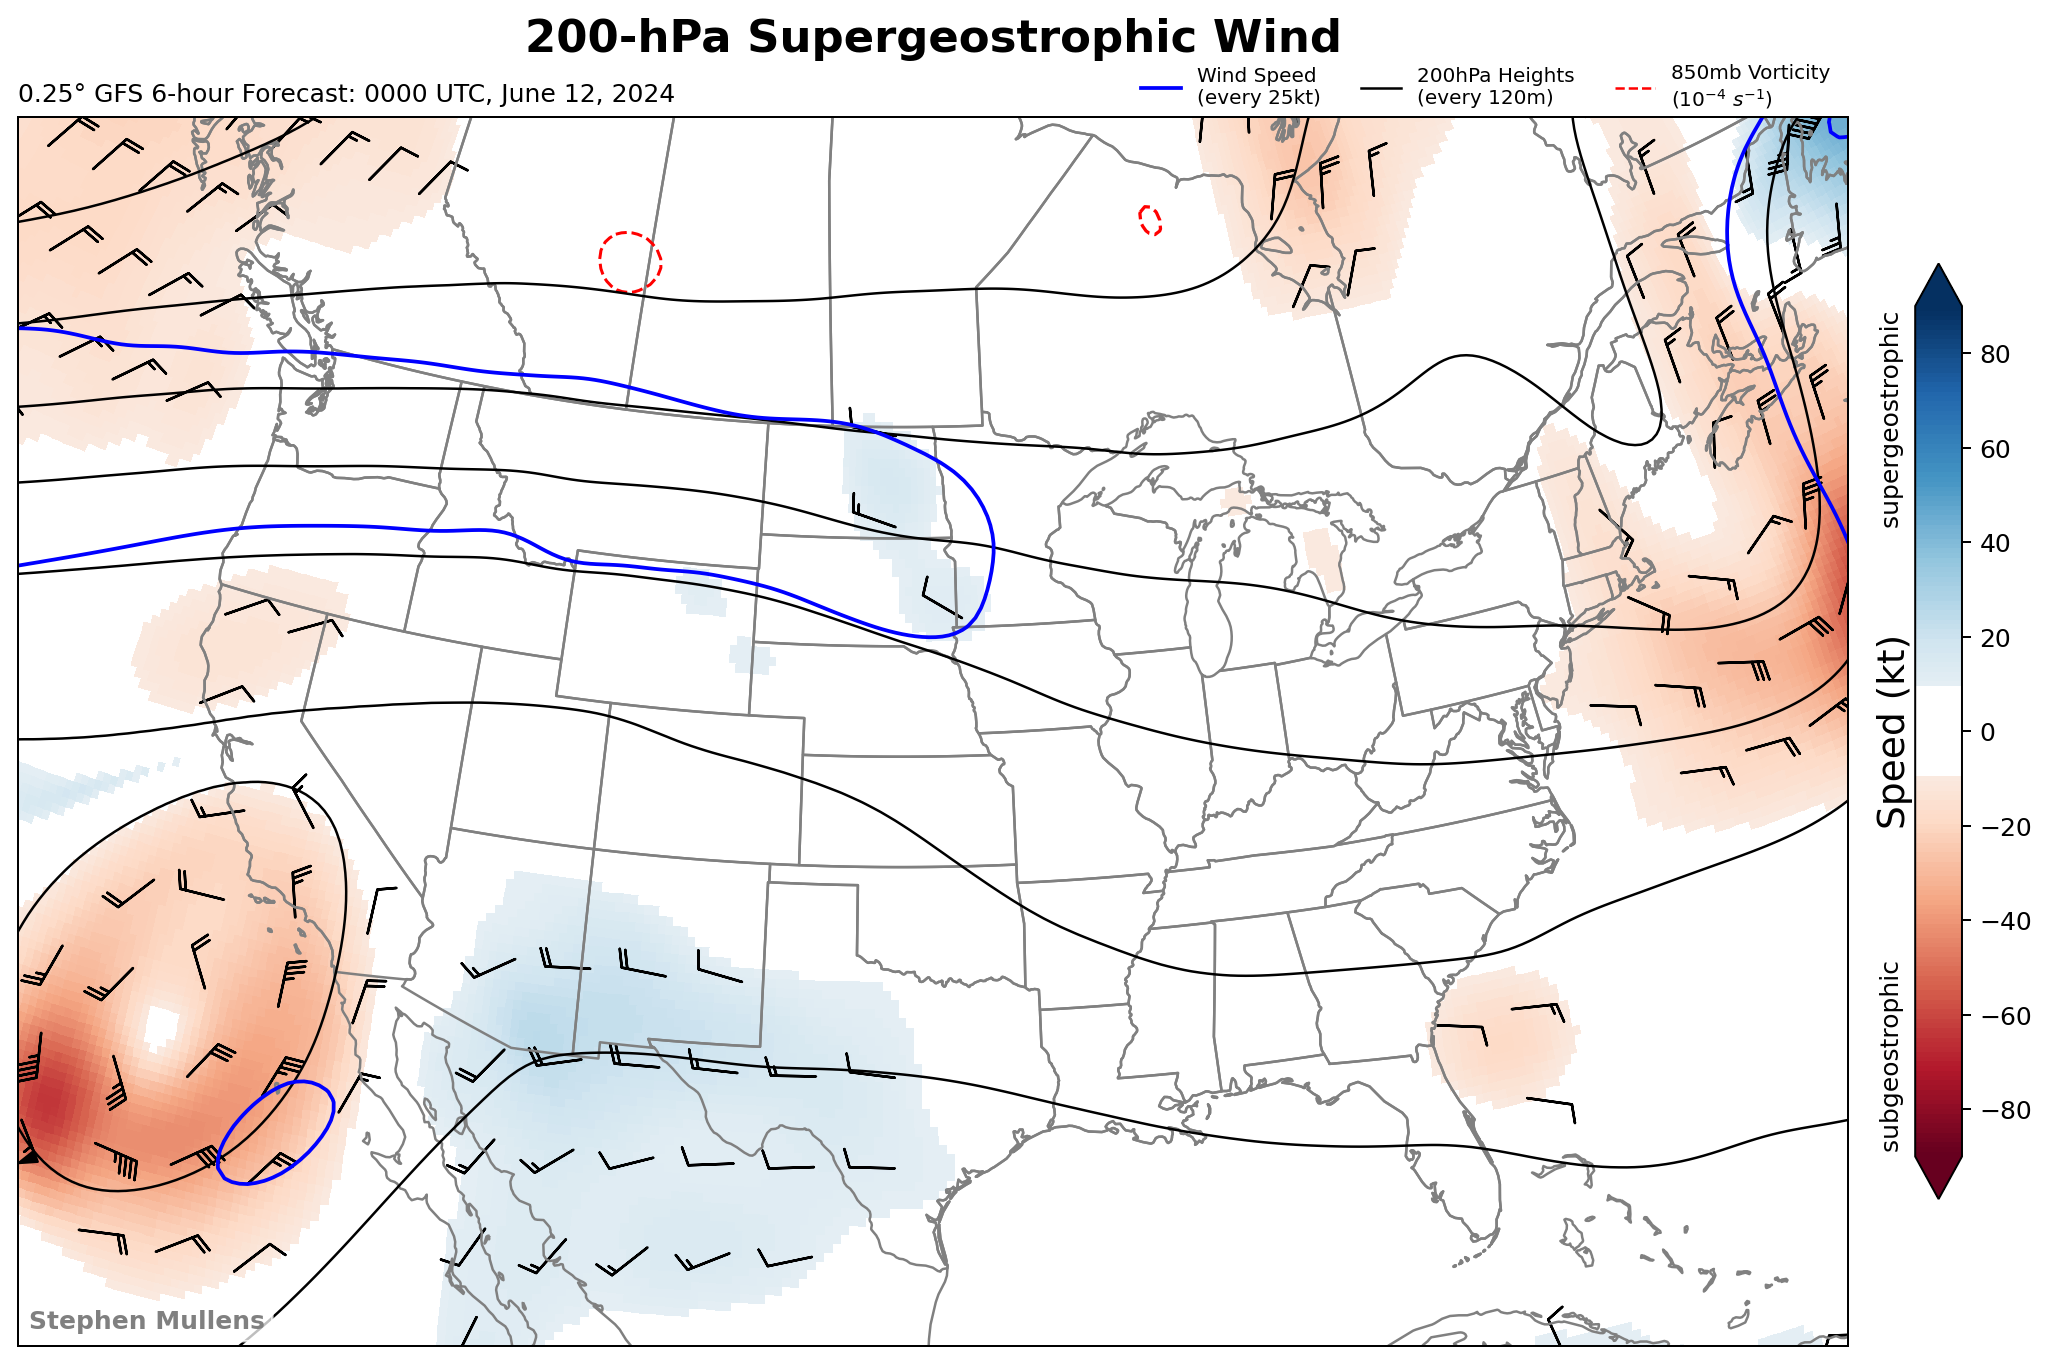 200-hPa Supergeostrophic Wind
0.25° GFS 6-hour Forecast: 0000 UTC, June 12, 2024
Wind Speed
(every 25kt)
200hPa Heights
(every 120m)
850mb Vorticity
(10⁻⁴ s⁻¹)
supergeostrophic
Speed (kt)
subgeostrophic
80
60
40
20
0
−20
−40
−60
−80
Stephen Mullens